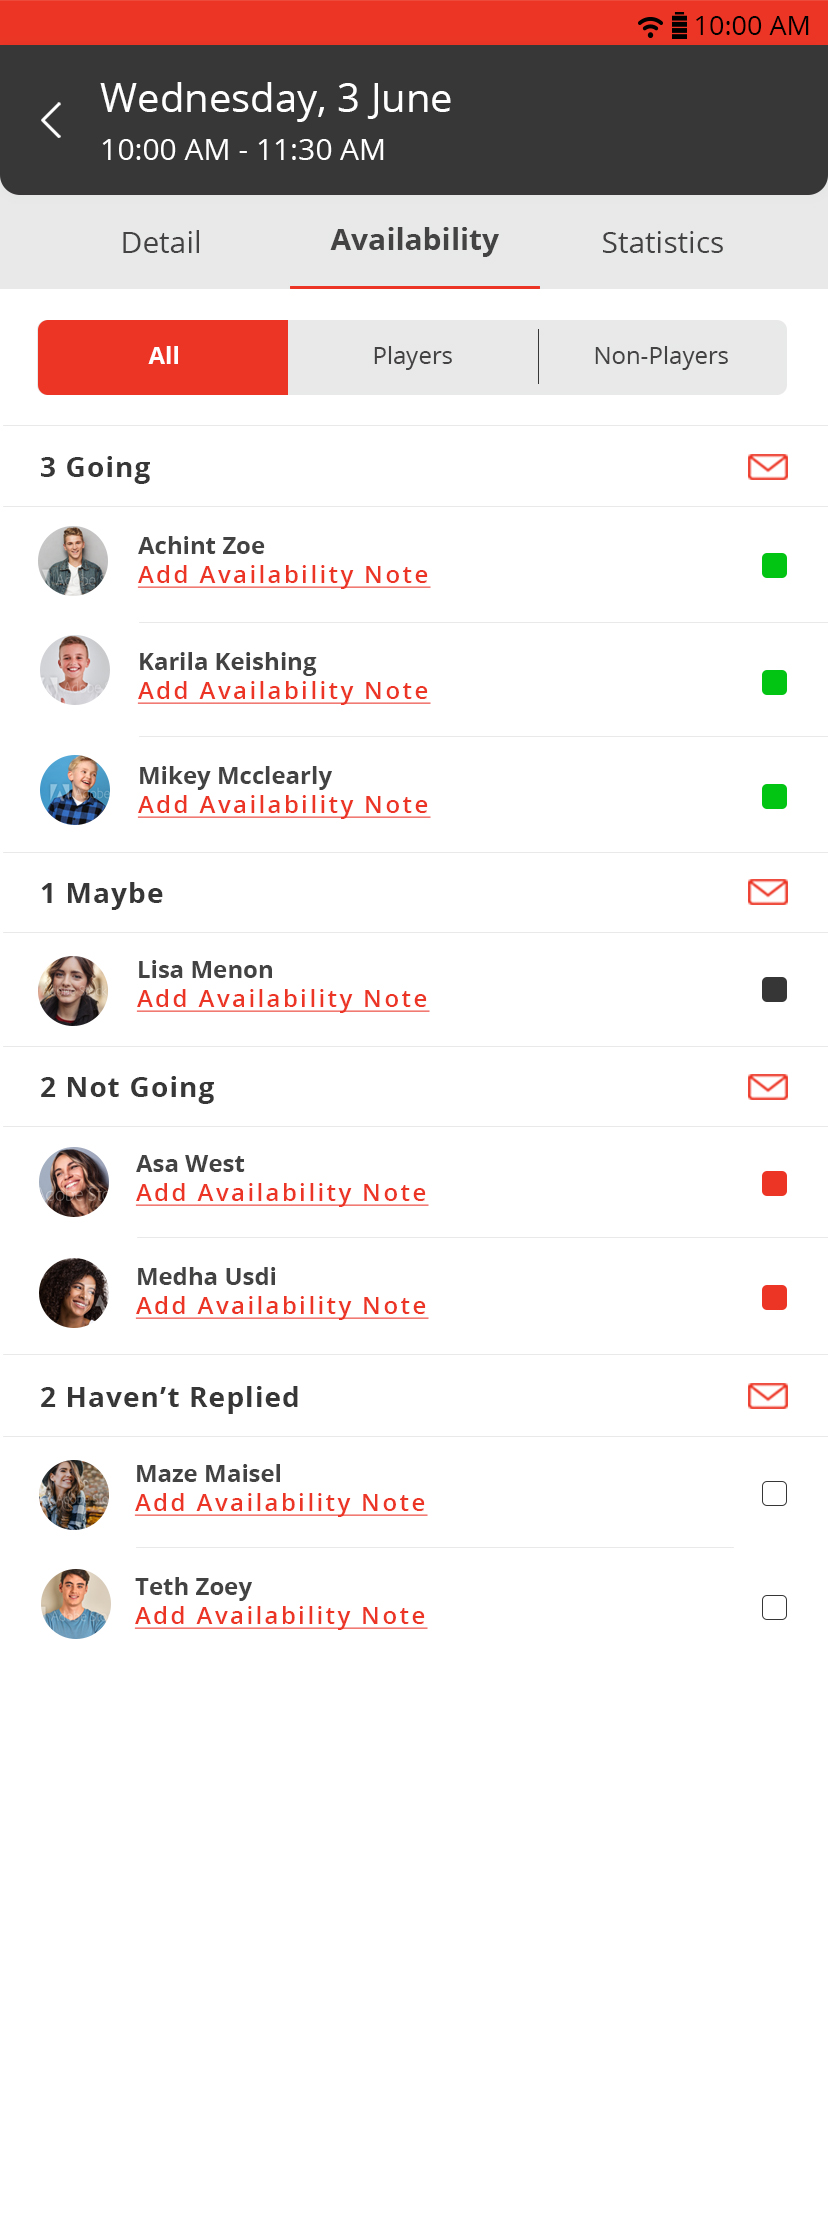 10:00 AM
Wednesday, 3 June
10:00 AM - 11:30 AM
Detail
Availability
Statistics
All
Players
Non-Players
3 Going
Achint Zoe
Add Availability Note
Karila Keishing
Add Availability Note
Mikey Mcclearly
Add Availability Note
1 Maybe
Lisa Menon
Add Availability Note
2 Not Going
Asa West
Add Availability Note
Medha Usdi
Add Availability Note
2 Haven’t Replied
Maze Maisel
Add Availability Note
Teth Zoey
Add Availability Note